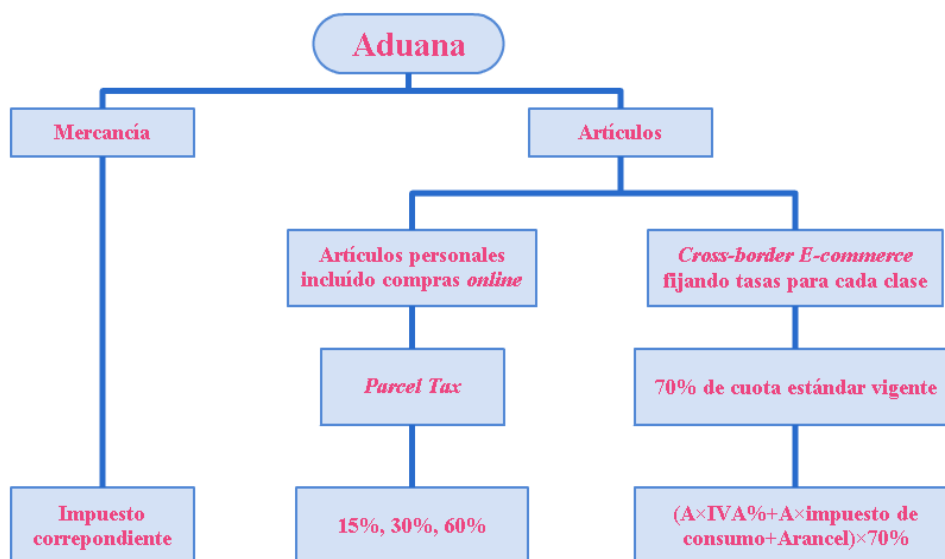 Aduana
Mercancía
Artículos
Artículos personales
incluído compras online
Cross-border E-commerce
fijando tasas para cada clase
Parcel Tax
70% de cuota estándar vigente
Impuesto
correpondiente
15%, 30%, 60%
(A×IVA%+A×impuesto de
consumo+Arancel)×70%